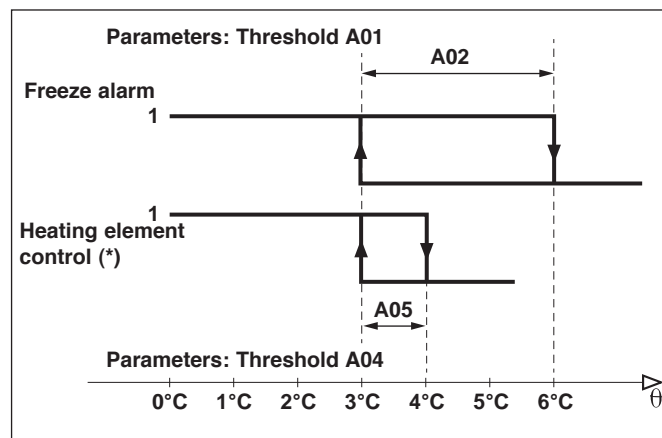 Parameters: Threshold A01
A02
Freeze alarm
1
1
Heating element
control (*)
A05
Parameters: Threshold A04
0°C 1°C 2°C 3°C 4°C 5°C 6°C θ